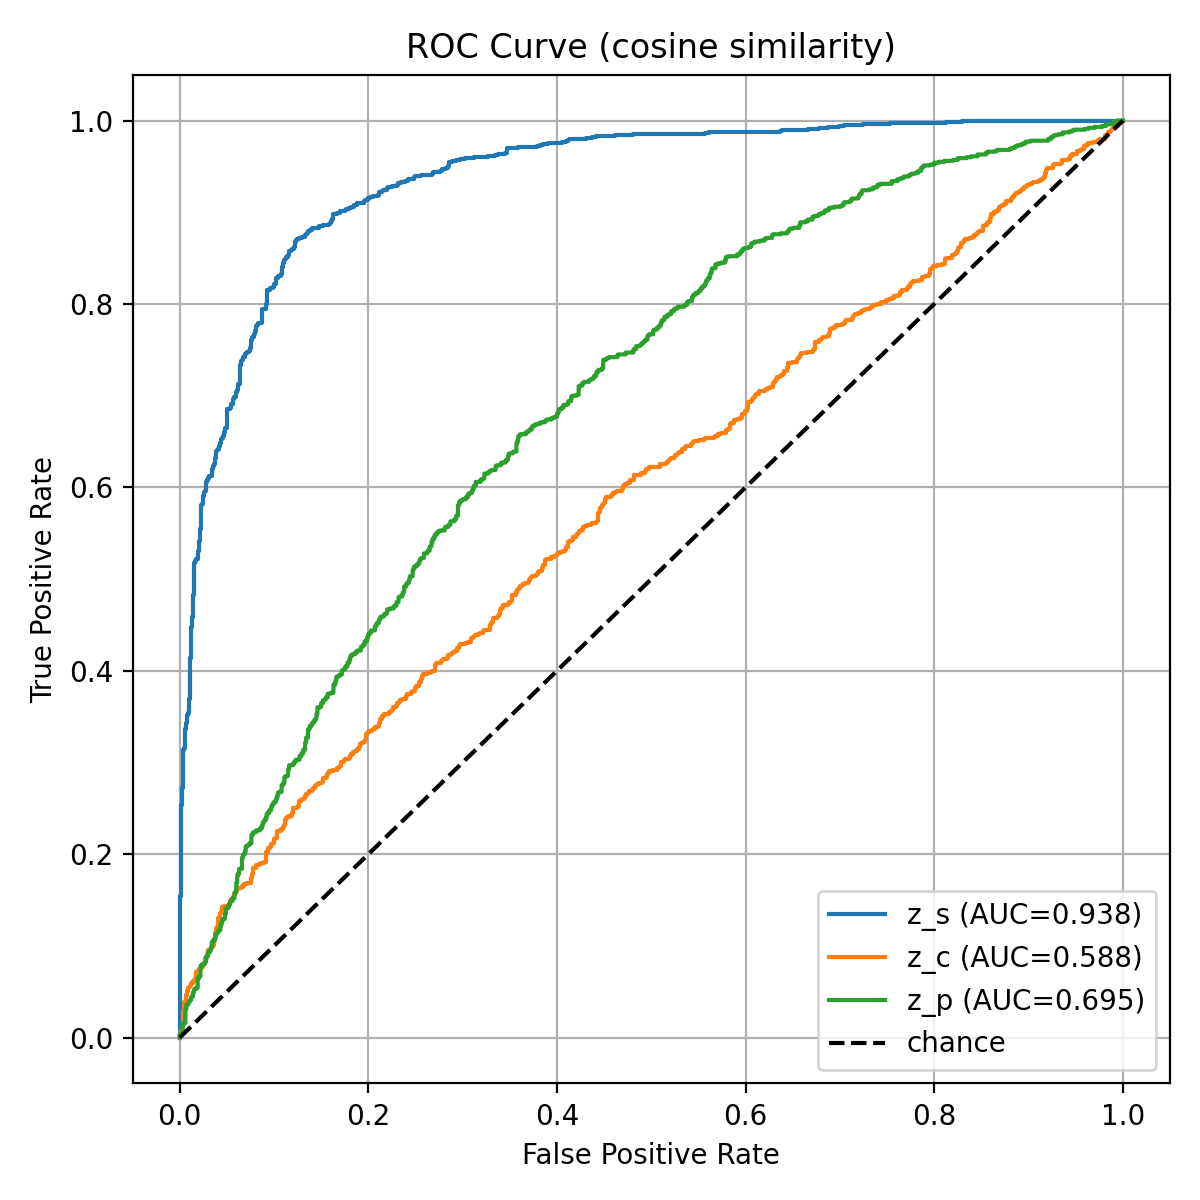 ROC Curve (cosine similarity)
True Positive Rate
1.0
0.8
0.6
0.4
0.2
0.0
0.0 0.2 0.4 0.6 0.8 1.0
False Positive Rate
z_s (AUC=0.938)
z_c (AUC=0.588)
z_p (AUC=0.695)
chance